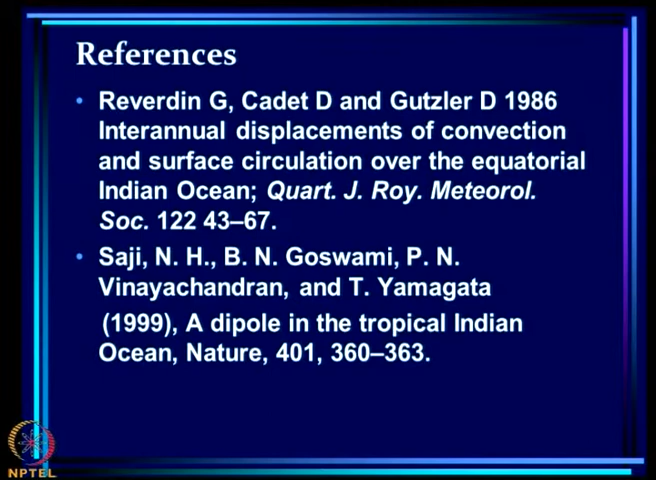 References
• Reverdin G, Cadet D and Gutzler D 1986
Interannual displacements of convection
and surface circulation over the equatorial
Indian Ocean; Quart. J. Roy. Meteorol.
Soc. 122 43–67.
• Saji, N. H., B. N. Goswami, P. N.
Vinayachandran, and T. Yamagata
(1999), A dipole in the tropical Indian
Ocean, Nature, 401, 360–363.
NPTEL